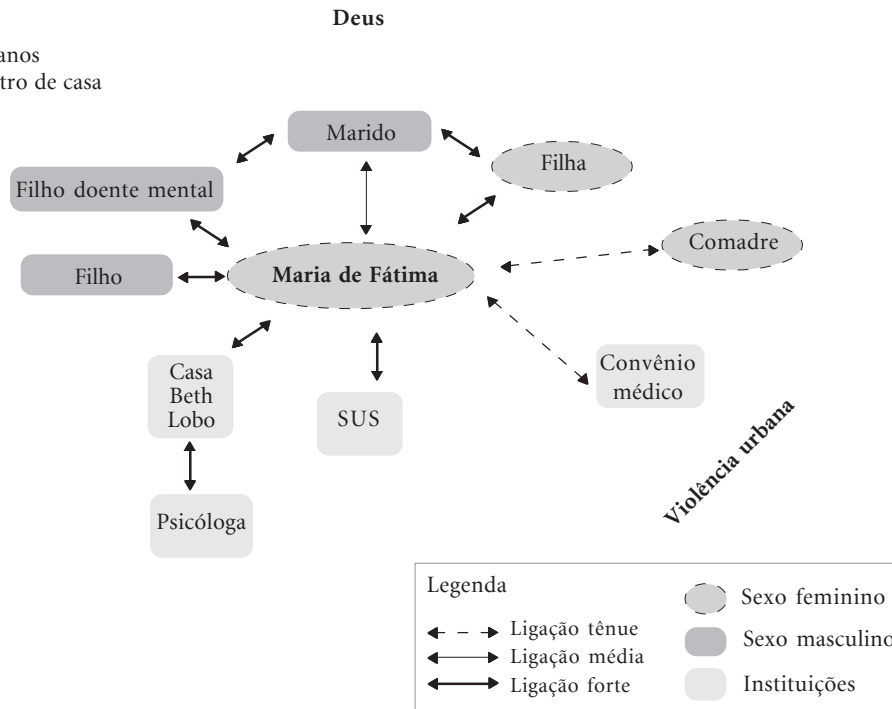 Deus
anos
tro de casa
Marido
Filha
Filho doente mental
Comadre
Filho
Maria de Fátima
Casa
Beth
Lobo
SUS
Convênio
médico
Psicóloga
Violência urbana
Legenda
Ligação tênue
Ligação média
Ligação forte
Sexo feminino
Sexo masculino
Instituições